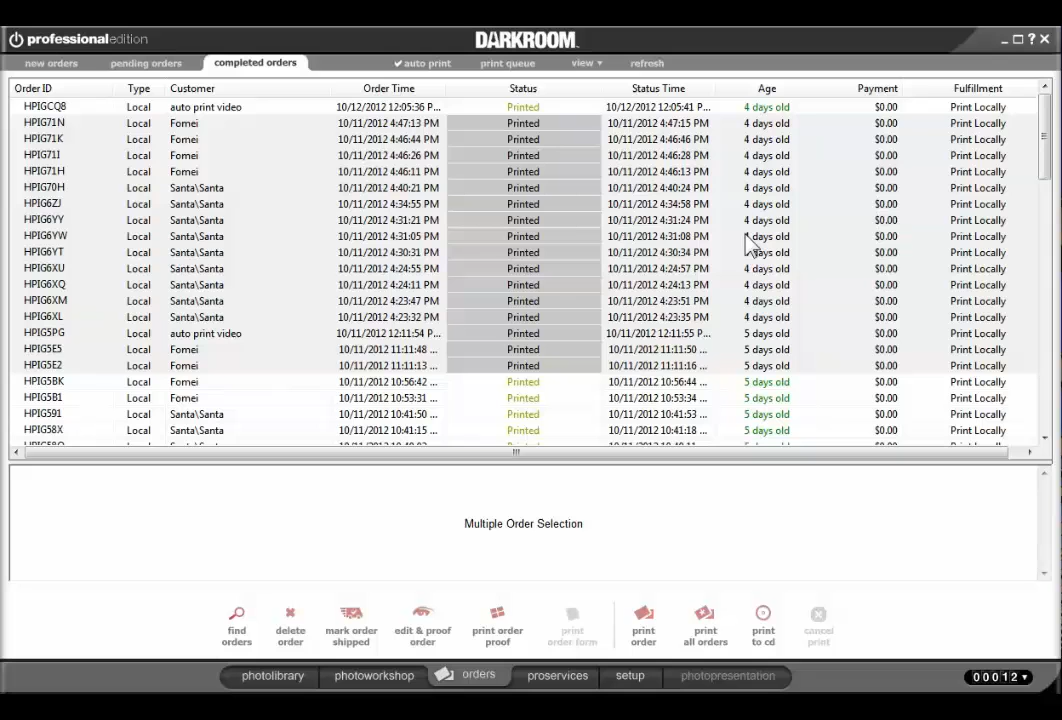 professionaledition DARKROOM ?
new orders pending orders completed orders auto print print queue view refresh
Order ID Type Customer Order Time Status Status Time Age Payment Fulfillment
HPIGCQ8 Local auto print video 10/12/2012 12:05:36 P... Printed 10/12/2012 12:05:41 P... 4 days old $0.00 Print Locally
HPIG71N Local Fomei 10/11/2012 4:47:13 PM Printed 10/11/2012 4:47:15 PM 4 days old $0.00 Print Locally
HPIG71K Local Fomei 10/11/2012 4:46:44 PM Printed 10/11/2012 4:46:46 PM 4 days old $0.00 Print Locally
HPIG71I Local Fomei 10/11/2012 4:46:26 PM Printed 10/11/2012 4:46:28 PM 4 days old $0.00 Print Locally
HPIG71H Local Fomei 10/11/2012 4:46:11 PM Printed 10/11/2012 4:46:13 PM 4 days old $0.00 Print Locally
HPIG70H Local Santa\Santa 10/11/2012 4:40:21 PM Printed 10/11/2012 4:40:24 PM 4 days old $0.00 Print Locally
HPIG6ZJ Local Santa\Santa 10/11/2012 4:34:55 PM Printed 10/11/2012 4:34:58 PM 4 days old $0.00 Print Locally
HPIG6YY Local Santa\Santa 10/11/2012 4:31:21 PM Printed 10/11/2012 4:31:24 PM 4 days old $0.00 Print Locally
HPIG6YW Local Santa\Santa 10/11/2012 4:31:05 PM Printed 10/11/2012 4:31:08 PM days old $0.00 Print Locally
HPIG6YT Local Santa\Santa 10/11/2012 4:30:31 PM Printed 10/11/2012 4:30:34 PM days old $0.00 Print Locally
HPIG6XU Local Santa\Santa 10/11/2012 4:24:55 PM Printed 10/11/2012 4:24:57 PM 4 days old $0.00 Print Locally
HPIG6XQ Local Santa\Santa 10/11/2012 4:24:11 PM Printed 10/11/2012 4:24:13 PM 4 days old $0.00 Print Locally
HPIG6XM Local Santa\Santa 10/11/2012 4:23:47 PM Printed 10/11/2012 4:23:51 PM 4 days old $0.00 Print Locally
HPIG6XL Local Santa\Santa 10/11/2012 4:23:32 PM Printed 10/11/2012 4:23:35 PM 4 days old $0.00 Print Locally
HPIG5PG Local auto print video 10/11/2012 12:11:54 P... Printed 10/11/2012 12:11:55 P... 5 days old $0.00 Print Locally
HPIG5E5 Local Fomei 10/11/2012 11:11:48 ... Printed 10/11/2012 11:11:50 ... 5 days old $0.00 Print Locally
HPIG5E2 Local Fomei 10/11/2012 11:11:13 ... Printed 10/11/2012 11:11:16 ... 5 days old $0.00 Print Locally
HPIG5BK Local Fomei 10/11/2012 10:56:42 ... Printed 10/11/2012 10:56:44 ... 5 days old $0.00 Print Locally
HPIG5B1 Local Fomei 10/11/2012 10:53:31 ... Printed 10/11/2012 10:53:34 ... 5 days old $0.00 Print Locally
HPIG591 Local Santa\Santa 10/11/2012 10:41:50 ... Printed 10/11/2012 10:41:53 ... 5 days old $0.00 Print Locally
HPIG58X Local Santa\Santa 10/11/2012 10:41:15 ... Printed 10/11/2012 10:41:18 ... 5 days old $0.00 Print Locally
Multiple Order Selection
find orders
delete order
mark order shipped
edit & proof order
print order proof
print order form
print order
print all orders
print to cd
cancel print
photolibrary photoworkshop orders proservices setup photopresentation 00012